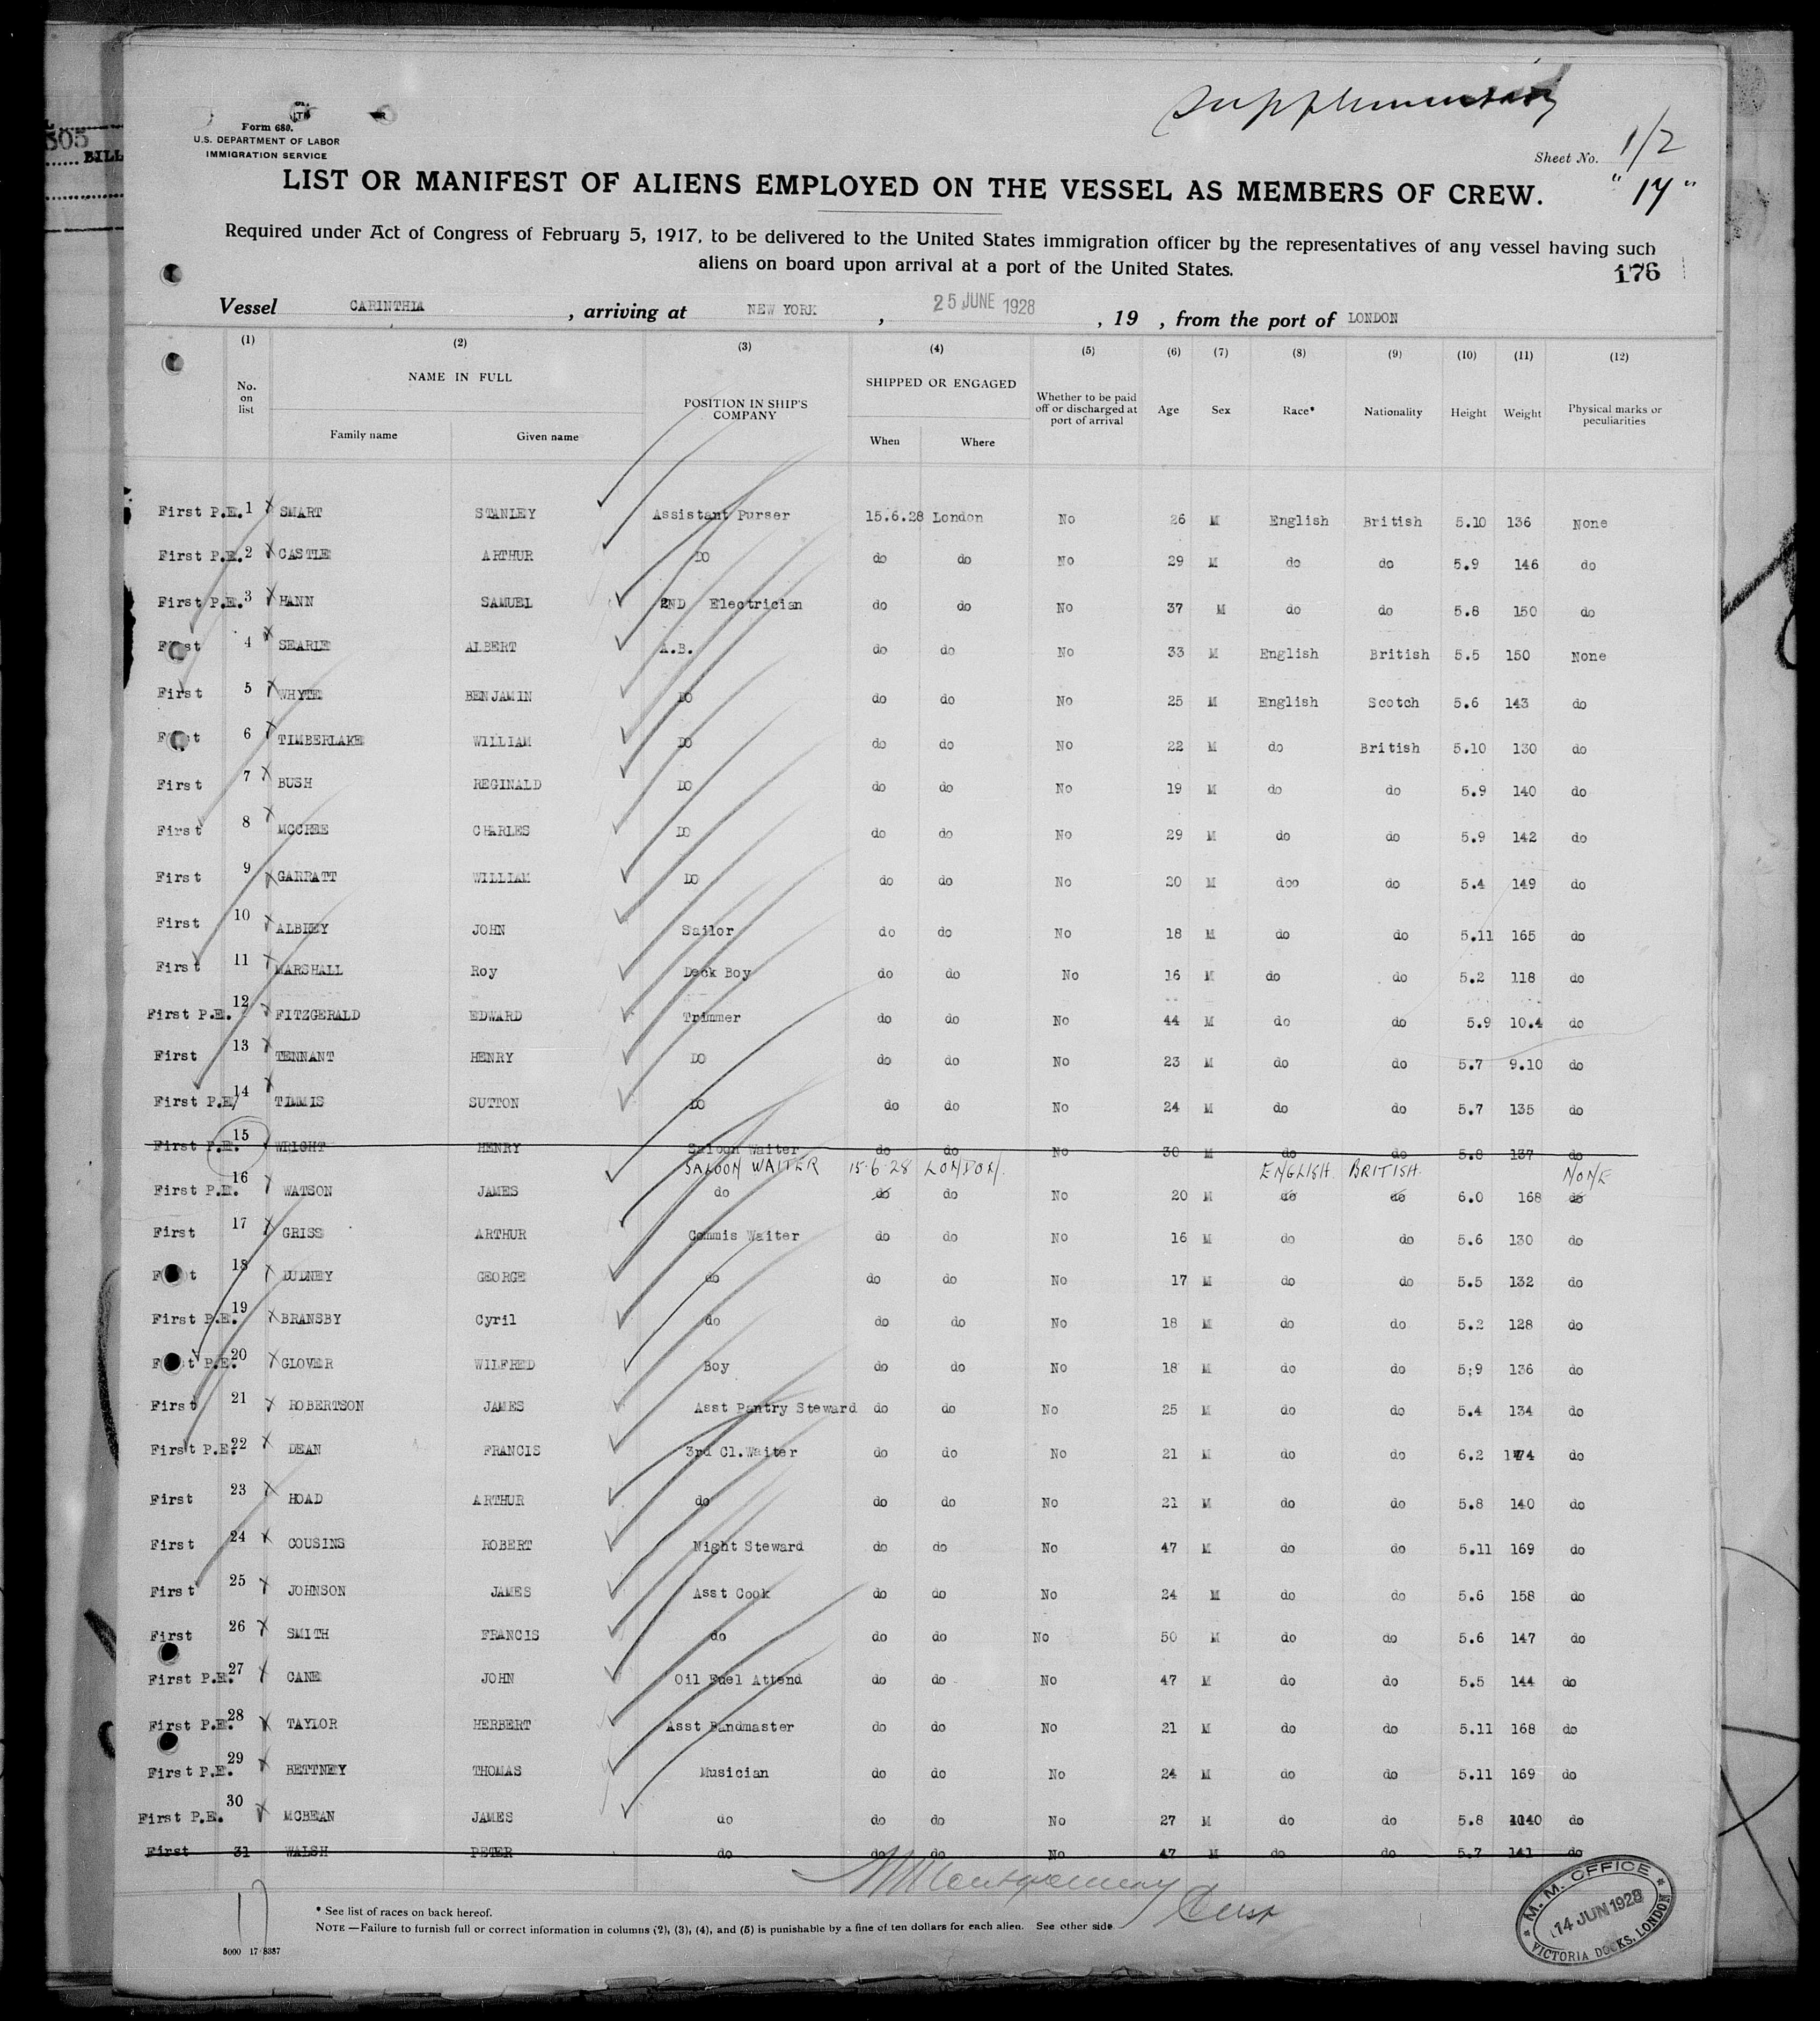 supplementary
Form 680.
U.S. DEPARTMENT OF LABOR
IMMIGRATION SERVICE
305
BILL
Sheet No. 1/2
" 17 "
LIST OR MANIFEST OF ALIENS EMPLOYED ON THE VESSEL AS MEMBERS OF CREW.
Required under Act of Congress of February 5, 1917, to be delivered to the United States immigration officer by the representatives of any vessel having such
aliens on board upon arrival at a port of the United States.
176
Vessel CARINTHIA , arriving at NEW YORK , 25 JUNE 1928 , 19 , from the port of LONDON
(1) (2) (3) (4) (5) (6) (7) (8) (9) (10) (11) (12)
No. on list NAME IN FULL POSITION IN SHIP'S COMPANY SHIPPED OR ENGAGED Whether to be paid off or discharged at port of arrival Age Sex Race* Nationality Height Weight Physical marks or peculiarities
Family name Given name When Where
First P.E. 1 SMART STANLEY Assistant Purser 15.6.28 London No 26 M English British 5.10 136 None
First P.E. 2 CASTLE ARTHUR DO do do No 29 M do do 5.9 146 do
First P.E. 3 HANN SAMUEL 2ND Electrician do do No 37 M do do 5.8 150 do
First 4 SEARLE ALBERT A.B. do do No 33 M English British 5.5 150 None
First 5 WHYTE BENJAMIN DO do do No 25 M English Scotch 5.6 143 do
First 6 TIMBERLAKE WILLIAM DO do do No 22 M do British 5.10 130 do
First 7 BUSH REGINALD DO do do No 19 M do do 5.9 140 do
First 8 MCCREE CHARLES DO do do No 29 M do do 5.9 142 do
First 9 GARRATT WILLIAM DO do do No 20 M doo do 5.4 149 do
First 10 ALBREY JOHN Sailor do do No 18 M do do 5.11 165 do
First 11 MARSHALL Roy Deck Boy do do No 16 M do do 5.2 118 do
First P.E. 12 FITZGERALD EDWARD Trimmer do do No 44 M do do 5.9 10.4 do
First 13 TENNANT HENRY DO do do No 23 M do do 5.7 9.10 do
First P.E/ 14 TIMMIS SUTTON DO do do No 24 M do do 5.7 135 do
First P.E. 15 WRIGHT HENRY Saloon Waiter do do No 30 M do do 5.8 137 do
SALOON WAITER 15.6.28 LONDON. ENGLISH. BRITISH. NONE
First P.E. 16 WATSON JAMES do do do No 20 M do do 6.0 168 do
First 17 GRISS ARTHUR Commis Waiter do do No 16 M do do 5.6 130 do
First 18 DUDNEY GEORGE do do do No 17 M do do 5.5 132 do
First P.E. 19 BRANSBY Cyril do do do No 18 M do do 5.2 128 do
First P.E. 20 GLOVER WILFRED Boy do do No 18 M do do 5;9 136 do
First 21 ROBERTSON JAMES Asst Pantry Steward do do No 25 M do do 5.4 134 do
First P.E. 22 DEAN FRANCIS 3rd Cl.Waiter do do No 21 M do do 6.2 174 do
First 23 HOAD ARTHUR do do do No 21 M do do 5.8 140 do
First 24 COUSINS ROBERT Night Steward do do No 47 M do do 5.11 169 do
First 25 JOHNSON JAMES Asst Cook do do No 24 M do do 5.6 158 do
First 26 SMITH FRANCIS do do do No 50 M do do 5.6 147 do
First P.E. 27 CANE JOHN Oil Fuel Attend do do No 47 M do do 5.5 144 do
First P.E. 28 TAYLOR HERBERT Asst Bandmaster do do No 21 M do do 5.11 168 do
First P.E. 29 BETTNEY THOMAS Musician do do No 24 M do do 5.11 169 do
First P.E. 30 MCBEAN JAMES do do do No 27 M do do 5.8 140 do
First 31 WALSH PETER do do do No 47 M do do 5.7 141 do
17
* See list of races on back hereof.
NOTE—Failure to furnish full or correct information in columns (2), (3), (4), and (5) is punishable by a fine of ten dollars for each alien. See other side
5000 17-8387
M.M. OFFICE
14 JUN 1928
VICTORIA DOCKS, LONDON